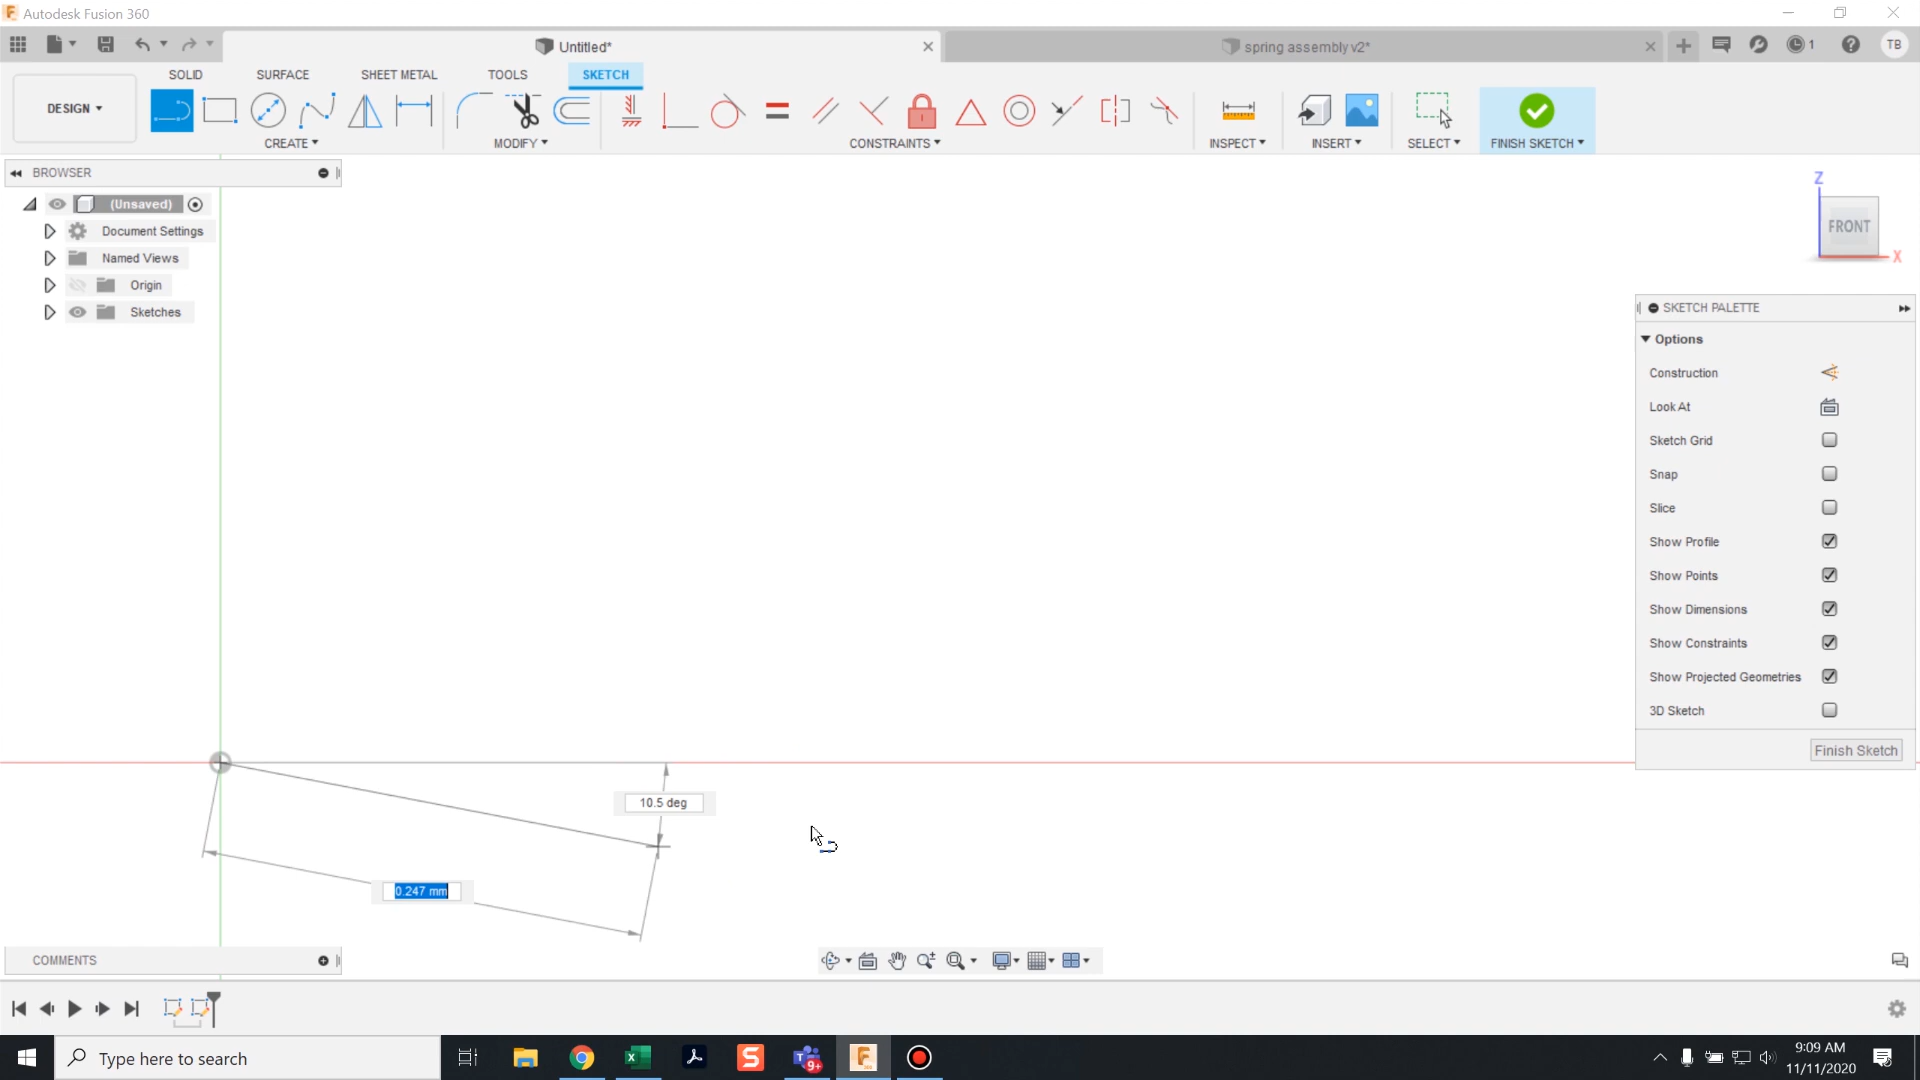 Autodesk Fusion 360
Untitled*
spring assembly v2*
1
TB
SOLID
SURFACE
SHEET METAL
TOOLS
SKETCH
DESIGN
CREATE
MODIFY
CONSTRAINTS
INSPECT
INSERT
SELECT
FINISH SKETCH
BROWSER
(Unsaved)
Document Settings
Named Views
Origin
Sketches
Z
FRONT
X
SKETCH PALETTE
Options
Construction
Look At
Sketch Grid
Snap
Slice
Show Profile
Show Points
Show Dimensions
Show Constraints
Show Projected Geometries
3D Sketch
Finish Sketch
10.5 deg
0.247 mm
COMMENTS
Type here to search
9+
9:09 AM
11/11/2020